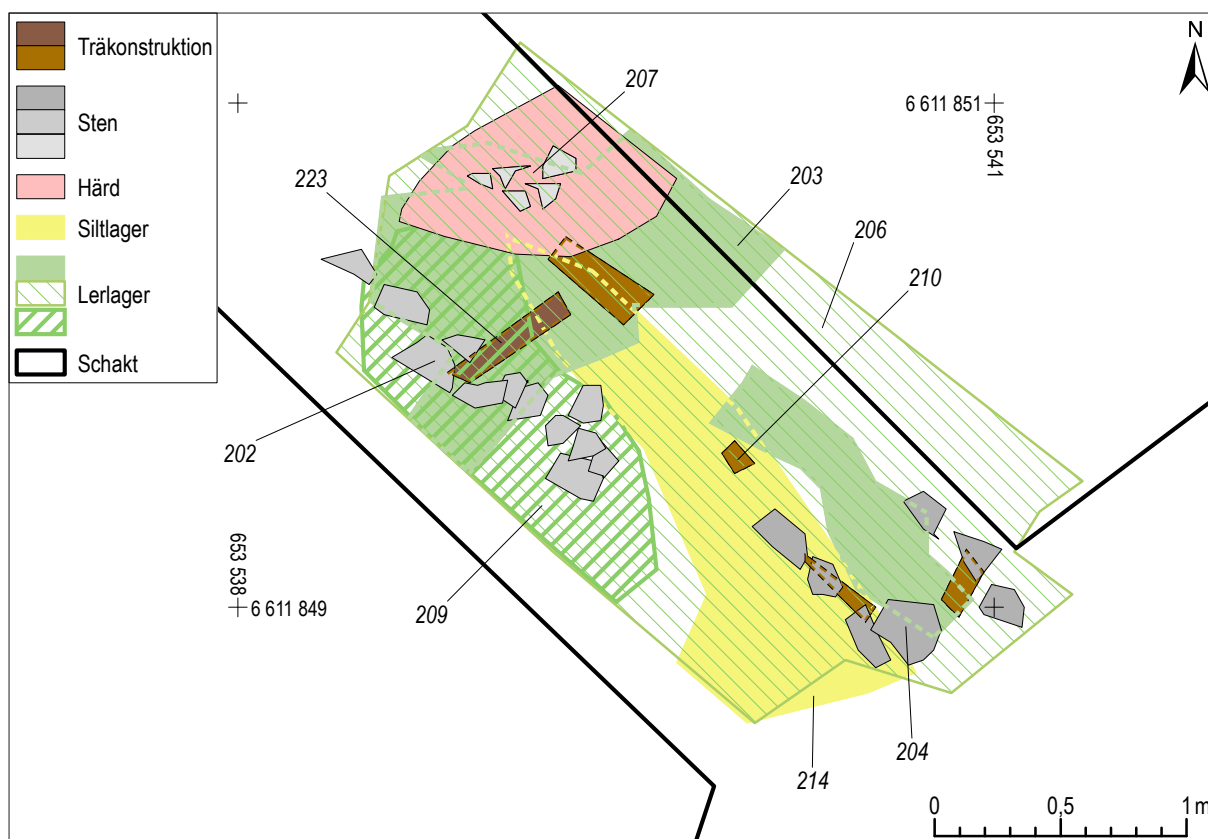 Träkonstruktion
Sten
Härd
Siltlager
Lerlager
Schakt
N
207
6 611 851
653 541
223
203
206
210
202
653 538
6 611 849
209
204
214
0 0,5 1 m